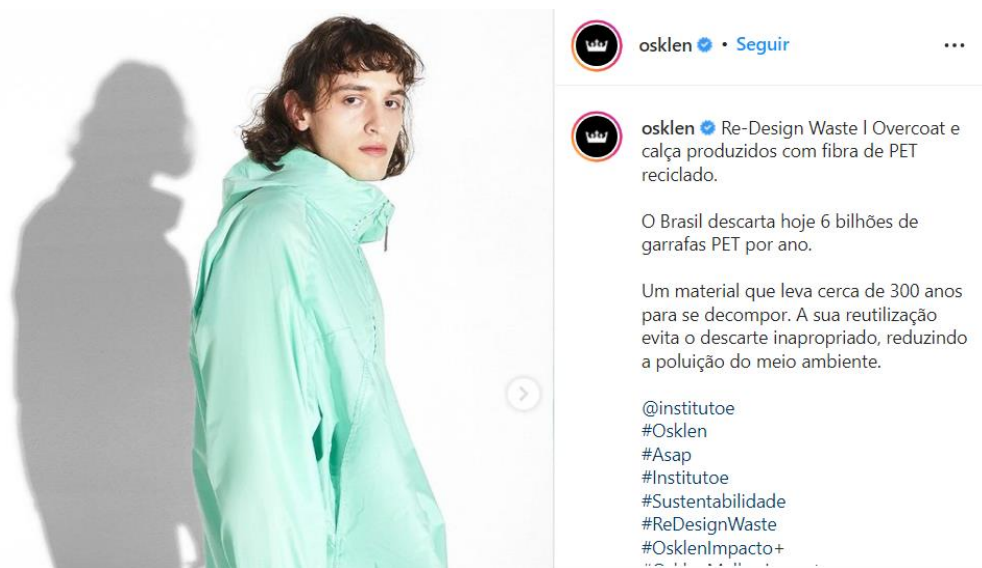 osklen • Seguir
osklen Re-Design Waste l Overcoat e
calça produzidos com fibra de PET
reciclado.
O Brasil descarta hoje 6 bilhões de
garrafas PET por ano.
Um material que leva cerca de 300 anos
para se decompor. A sua reutilização
evita o descarte inapropriado, reduzindo
a poluição do meio ambiente.
@institutoe
#Osklen
#Asap
#Institutoe
#Sustentabilidade
#ReDesignWaste
#OsklenImpacto+